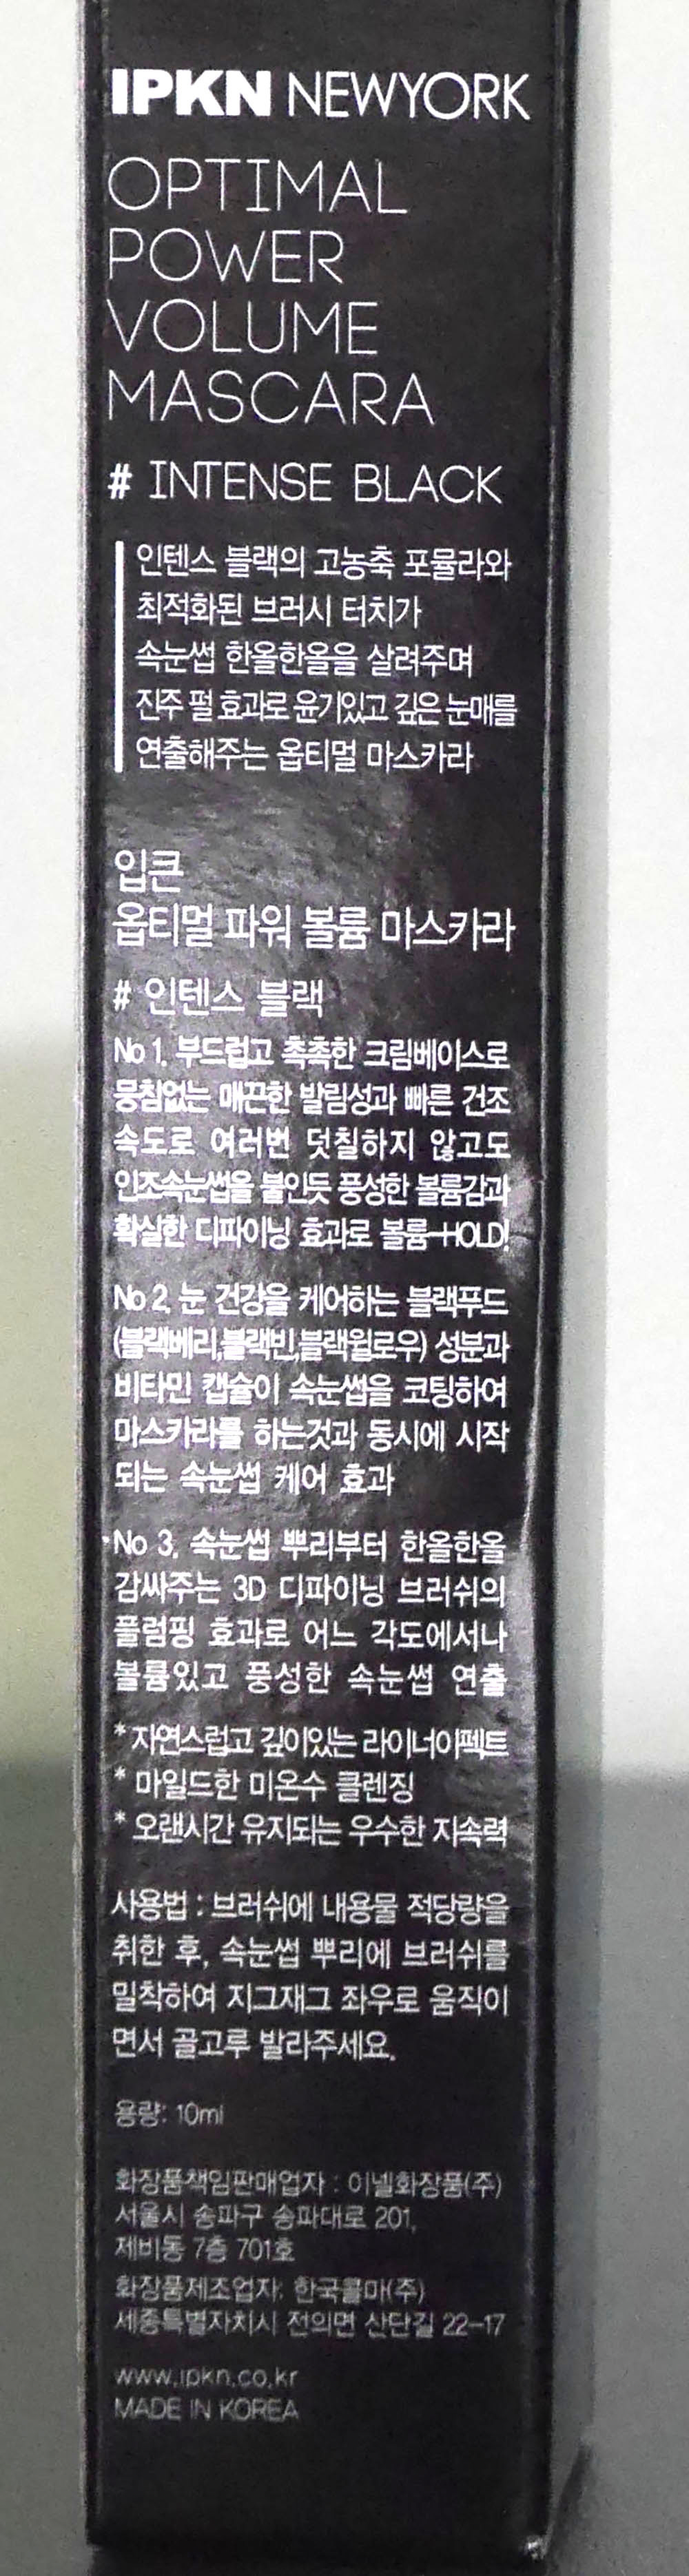 IPKN NEWYORK
OPTIMAL
POWER
VOLUME
MASCARA
# INTENSE BLACK
인텐스 블랙의 고농축 포뮬라와
최적화된 브러시 터치가
속눈썹 한올한올을 살려주며
진주 펄 효과로 윤기있고 깊은 눈매를
연출해주는 옵티멀 마스카라
입큰
옵티멀 파워 볼륨 마스카라
# 인텐스 블랙
No 1. 부드럽고 촉촉한 크림베이스로
뭉침없는 매끈한 발림성과 빠른 건조
속도로 여러번 덧칠하지 않고도
인조속눈썹을 붙인듯 풍성한 볼륨감과
확실한 디파이닝 효과로 볼륨-HOLD!
No 2. 눈 건강을 케어하는 블랙푸드
(블랙베리,블랙빈,블랙윌로우) 성분과
비타민 캡슐이 속눈썹을 코팅하여
마스카라를 하는것과 동시에 시작
되는 속눈썹 케어 효과
No 3. 속눈썹 뿌리부터 한올한올
감싸주는 3D 디파이닝 브러쉬의
플럼핑 효과로 어느 각도에서나
볼륨있고 풍성한 속눈썹 연출
* 자연스럽고 깊이있는 라이너이펙트
* 마일드한 미온수 클렌징
* 오랜시간 유지되는 우수한 지속력
사용법 : 브러쉬에 내용물 적당량을
취한 후, 속눈썹 뿌리에 브러쉬를
밀착하여 지그재그 좌우로 움직이
면서 골고루 발라주세요.
용량: 10ml
화장품책임판매업자 : 이넬화장품(주)
서울시 송파구 송파대로 201,
제비동 7층 701호
화장품제조업자: 한국콜마(주)
세종특별자치시 전의면 산단길 22-17
www.ipkn.co.kr
MADE IN KOREA